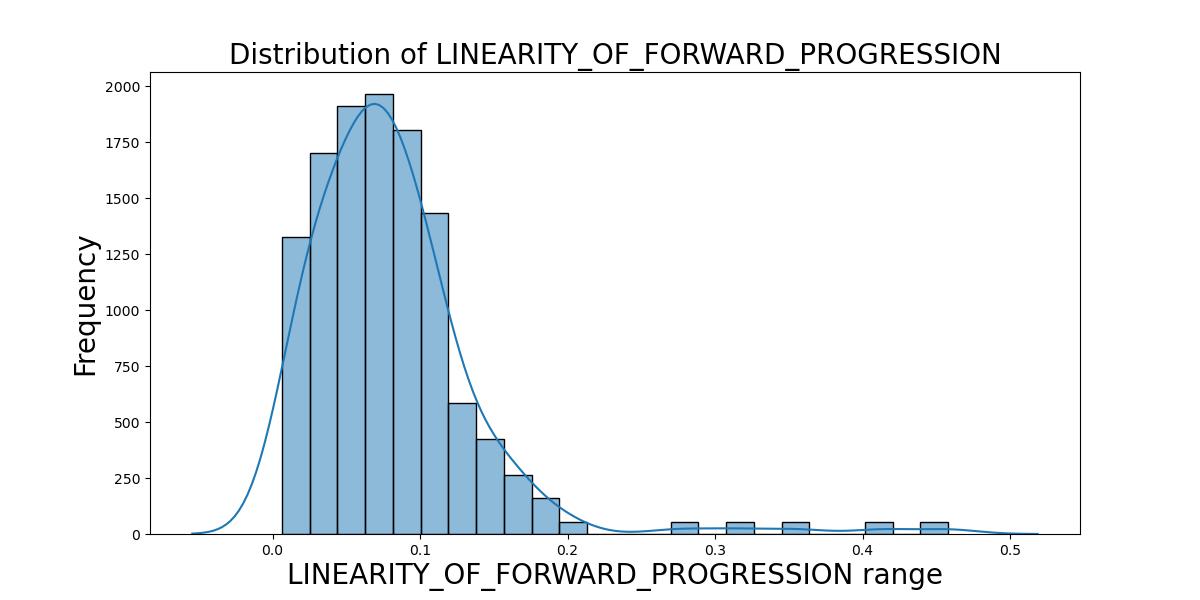 Distribution of LINEARITY_OF_FORWARD_PROGRESSION
Frequency
2000
1750
1500
1250
1000
750
500
250
0
0.0 0.1 0.2 0.3 0.4 0.5
LINEARITY_OF_FORWARD_PROGRESSION range